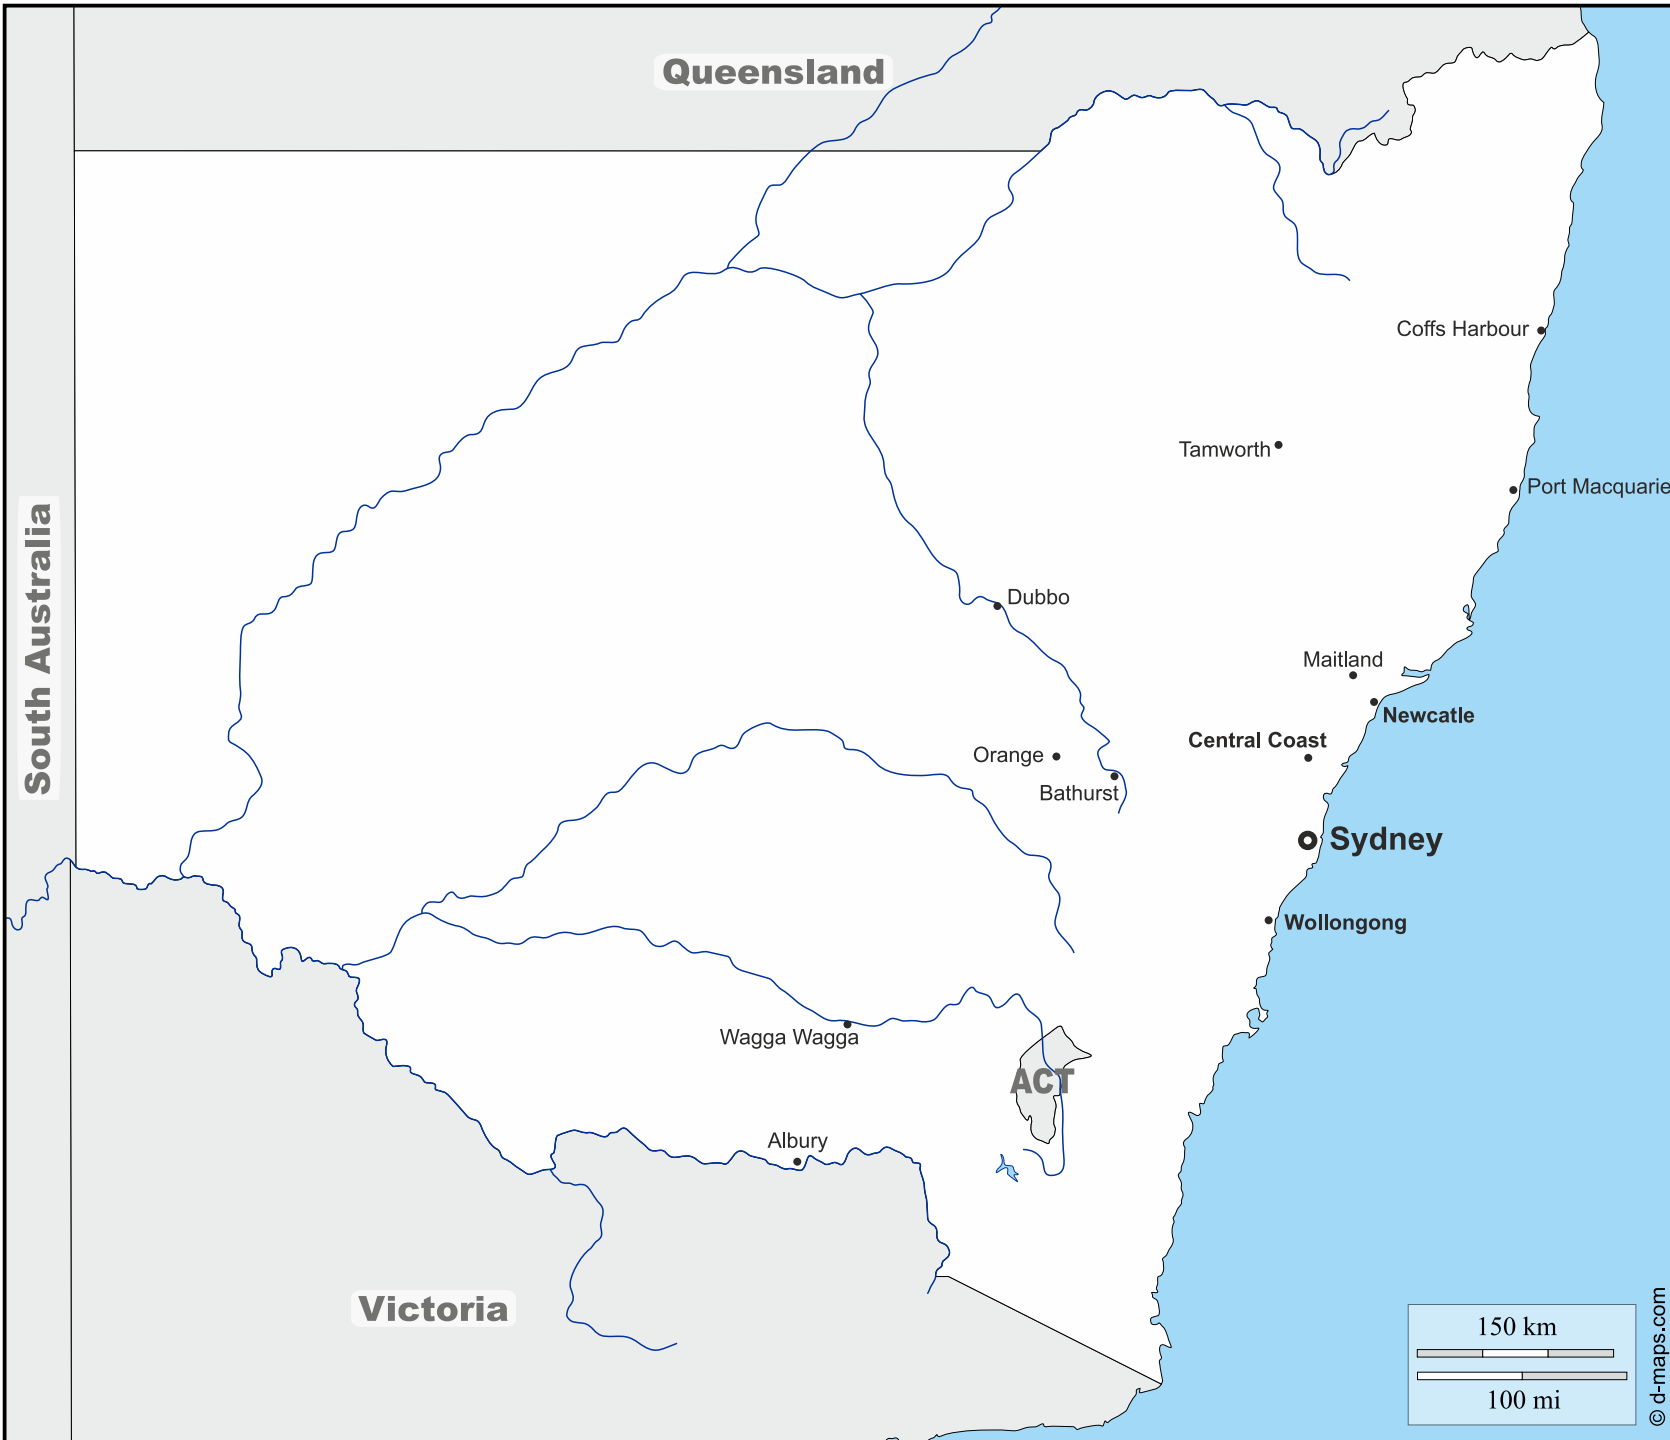 Queensland
South Australia
Coffs Harbour
Tamworth
Port Macquarie
Dubbo
Maitland
Newcatle
Central Coast
Orange
Bathurst
Sydney
Wollongong
Wagga Wagga
ACT
Albury
Victoria
150 km
100 mi
© d-maps.com